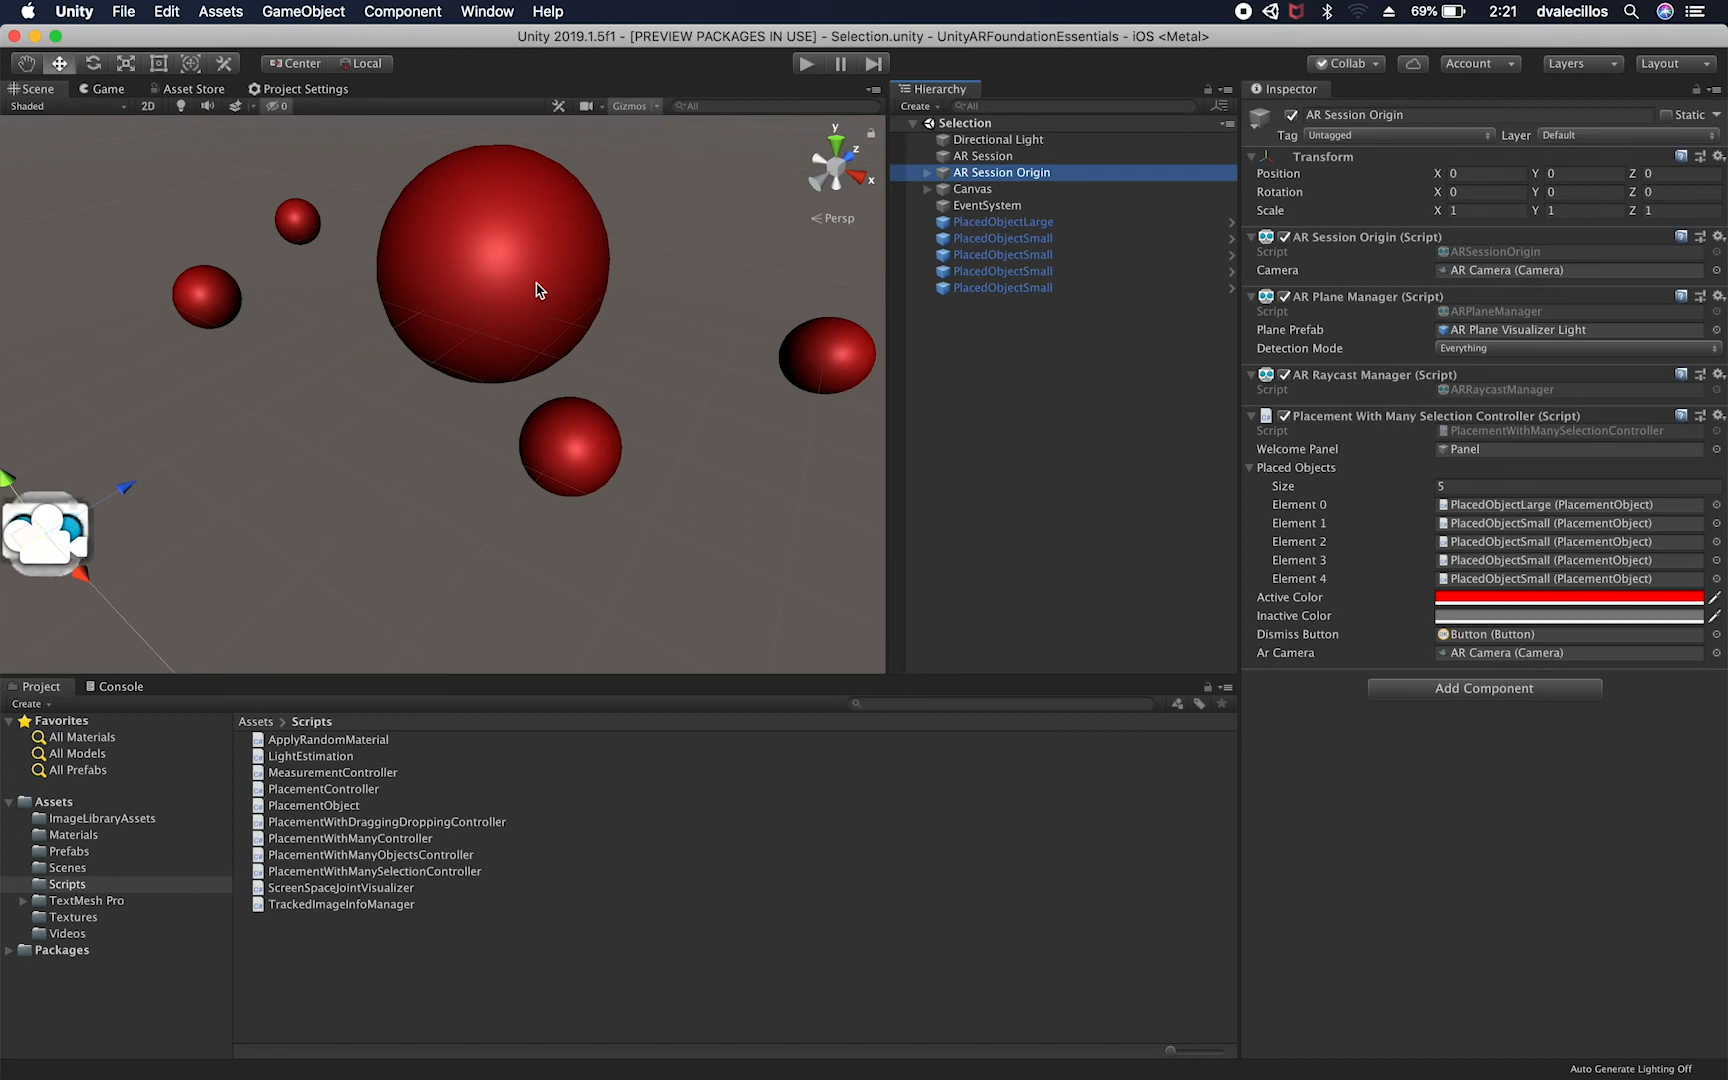 Unity File Edit Assets GameObject Component Window Help 69% 2:21 dvalecillos
Unity 2019.1.5f1 - [PREVIEW PACKAGES IN USE] - Selection.unity - UnityARFoundationEssentials - iOS <Metal>
Center Local Collab Account Layers Layout
Scene Game Asset Store Project Settings
Shaded 2D 0 Gizmos All
y
z
x
Persp
Hierarchy
Create All
Selection
Directional Light
AR Session
AR Session Origin
Canvas
EventSystem
PlacedObjectLarge
PlacedObjectSmall
PlacedObjectSmall
PlacedObjectSmall
PlacedObjectSmall
Inspector
AR Session Origin Static
Tag Untagged Layer Default
Transform
Position X 0 Y 0 Z 0
Rotation X 0 Y 0 Z 0
Scale X 1 Y 1 Z 1
AR Session Origin (Script)
Script ARSessionOrigin
Camera AR Camera (Camera)
AR Plane Manager (Script)
Script ARPlaneManager
Plane Prefab AR Plane Visualizer Light
Detection Mode Everything
AR Raycast Manager (Script)
Script ARRaycastManager
Placement With Many Selection Controller (Script)
Script PlacementWithManySelectionController
Welcome Panel Panel
Placed Objects
Size 5
Element 0 PlacedObjectLarge (PlacementObject)
Element 1 PlacedObjectSmall (PlacementObject)
Element 2 PlacedObjectSmall (PlacementObject)
Element 3 PlacedObjectSmall (PlacementObject)
Element 4 PlacedObjectSmall (PlacementObject)
Active Color
Inactive Color
Dismiss Button Button (Button)
Ar Camera AR Camera (Camera)
Add Component
Project Console
Create
Favorites
All Materials
All Models
All Prefabs
Assets
ImageLibraryAssets
Materials
Prefabs
Scenes
Scripts
TextMesh Pro
Textures
Videos
Packages
Assets > Scripts
ApplyRandomMaterial
LightEstimation
MeasurementController
PlacementController
PlacementObject
PlacementWithDraggingDroppingController
PlacementWithManyController
PlacementWithManyObjectsController
PlacementWithManySelectionController
ScreenSpaceJointVisualizer
TrackedImageInfoManager
Auto Generate Lighting Off